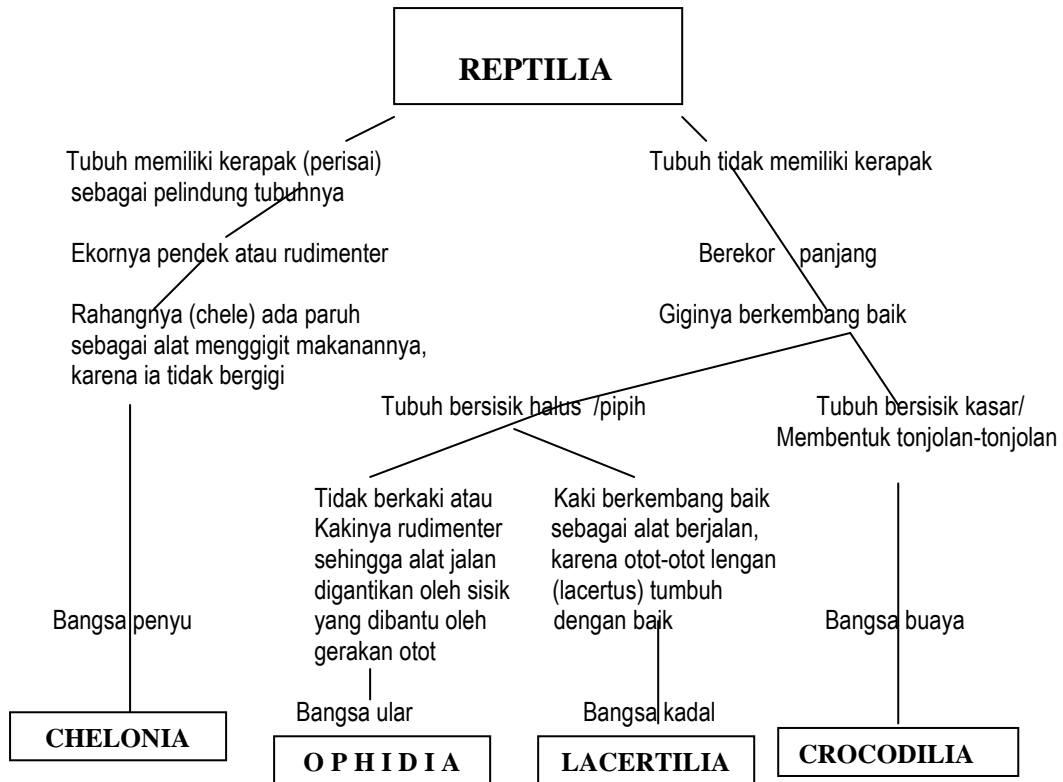 REPTILIA
Tubuh memiliki kerapak (perisai)
sebagai pelindung tubuhnya
Tubuh tidak memiliki kerapak
Ekornya pendek atau rudimenter
Berekor panjang
Rahangnya (chele) ada paruh
sebagai alat menggigit makanannya,
karena ia tidak bergigi
Giginya berkembang baik
Tubuh bersisik halus /pipih
Tubuh bersisik kasar/
Membentuk tonjolan-tonjolan
Tidak berkaki atau
Kakinya rudimenter
sehingga alat jalan
digantikan oleh sisik
yang dibantu oleh
gerakan otot
Kaki berkembang baik
sebagai alat berjalan,
karena otot-otot lengan
(lacertus) tumbuh
dengan baik
Bangsa penyu
Bangsa buaya
Bangsa ular
Bangsa kadal
CHELONIA
O P H I D I A
LACERTILIA
CROCODILIA